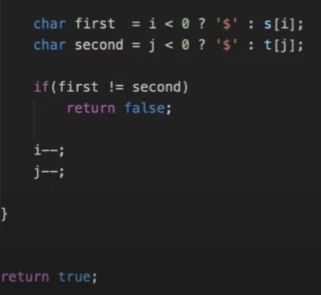 char first  = i < 0 ? '$' : s[i];
char second = j < 0 ? '$' : t[j];
if(first != second)
return false;
i--;
j--;
}
return true;